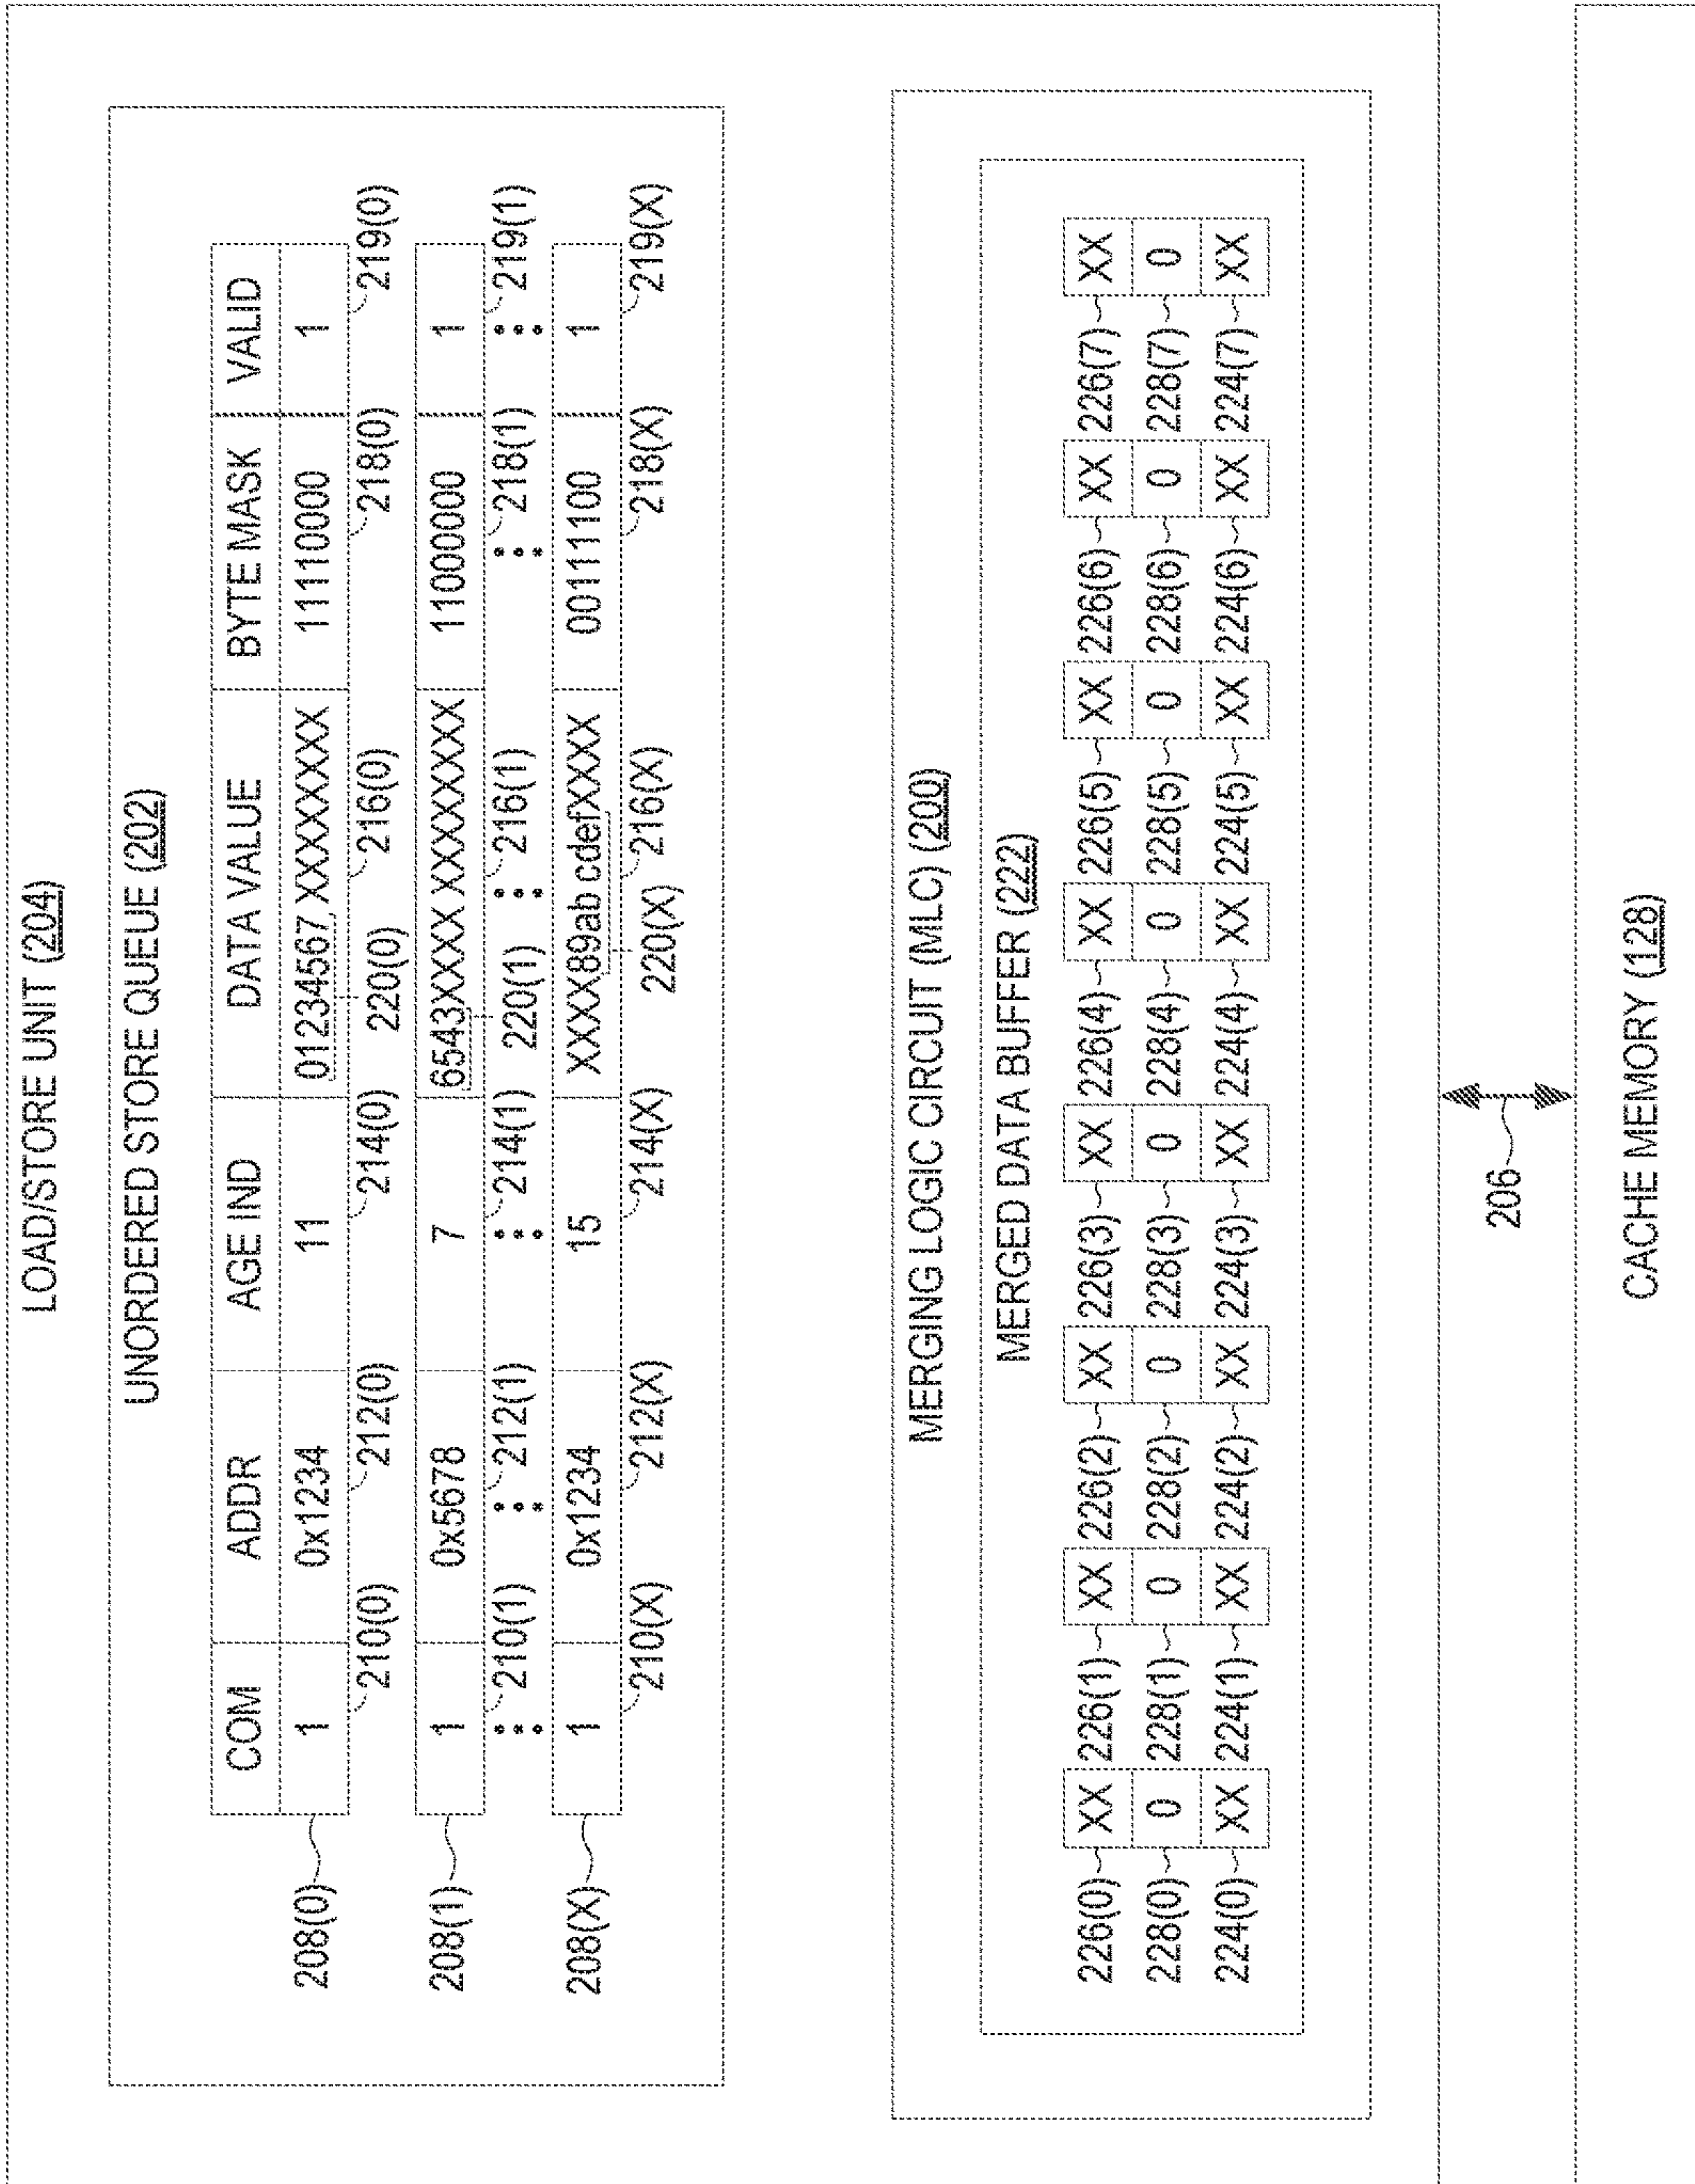 LOAD/STORE UNIT (204)
UNORDERED STORE QUEUE (202)
COM ADDR AGE IND DATA VALUE BYTE MASK VALID
208(0) 1 0x1234 11 01234567 XXXXXXXX 11110000 1
210(0) 212(0) 214(0) 220(0) 216(0) 218(0) 219(0)
208(1) 1 0x5678 7 6543XXXX XXXXXXXX 11000000 1
210(1) 212(1) 214(1) 220(1) 216(1) 218(1) 219(1)
208(X) 1 0x1234 15 XXXX89ab cdefXXXX 00111100 1
210(X) 212(X) 214(X) 220(X) 216(X) 218(X) 219(X)
MERGING LOGIC CIRCUIT (MLC) (200)
MERGED DATA BUFFER (222)
226(0) XX 226(1) XX 226(2) XX 226(3) XX 226(4) XX 226(5) XX 226(6) XX 226(7) XX
228(0) 0 228(1) 0 228(2) 0 228(3) 0 228(4) 0 228(5) 0 228(6) 0 228(7) 0
224(0) XX 224(1) XX 224(2) XX 224(3) XX 224(4) XX 224(5) XX 224(6) XX 224(7) XX
206
CACHE MEMORY (128)